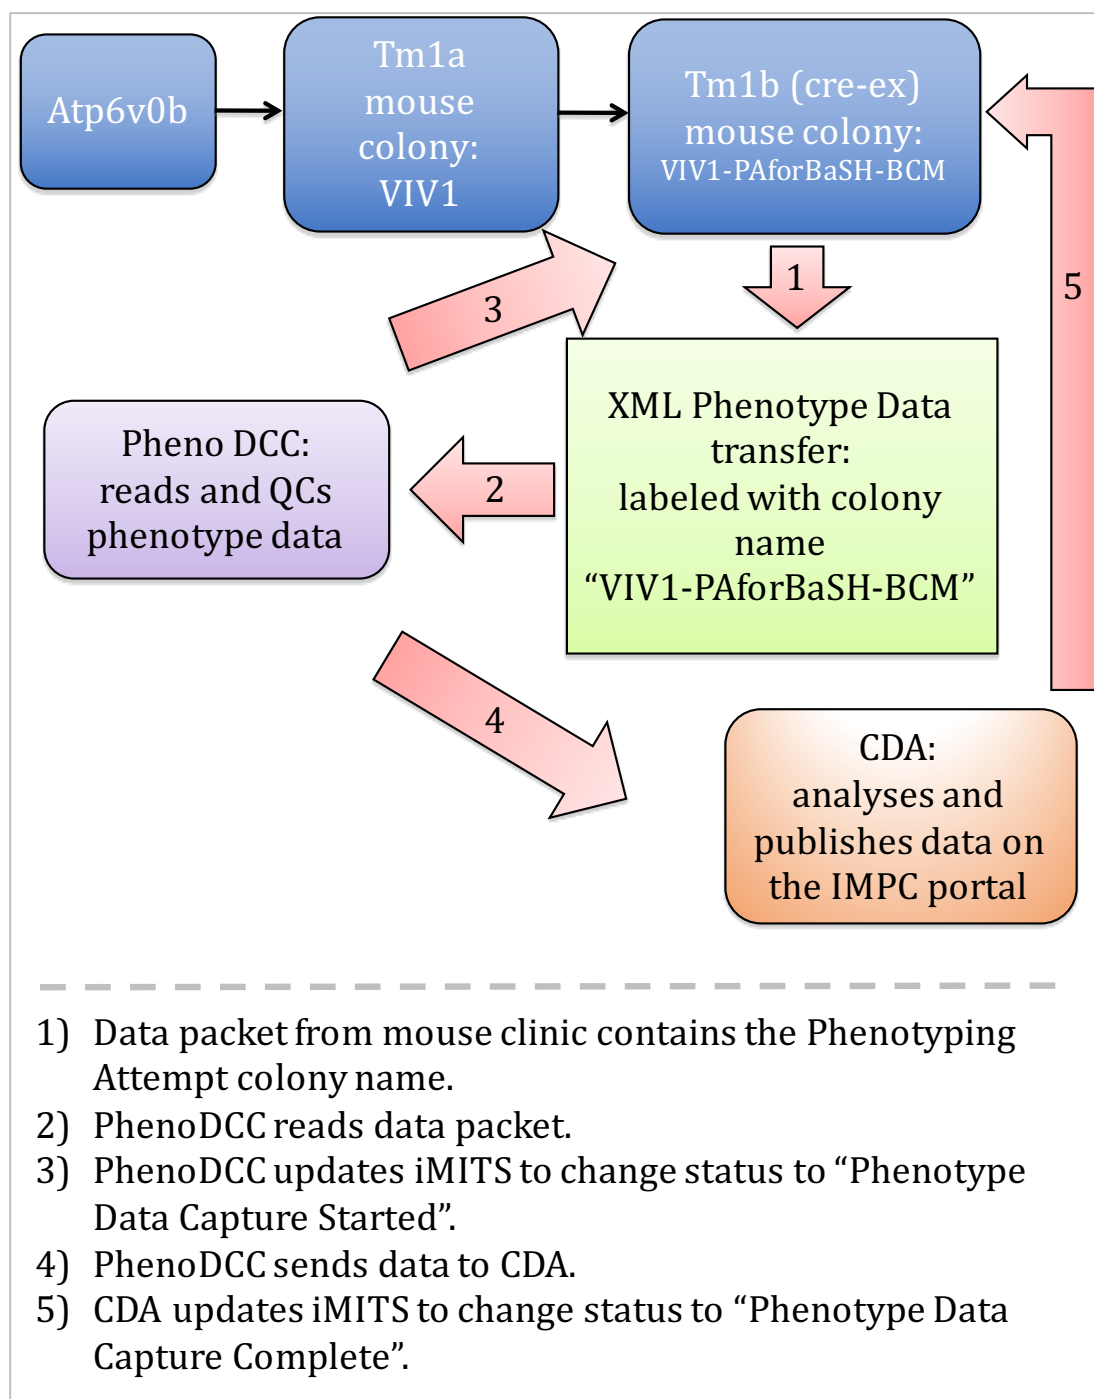 Atp6v0b
Tm1a
mouse
colony:
VIV1
Tm1b (cre-ex)
mouse colony:
VIV1-PAforBaSH-BCM
1
5
3
XML Phenotype Data
transfer:
labeled with colony
name
“VIV1-PAforBaSH-BCM”
2
Pheno DCC:
reads and QCs
phenotype data
4
CDA:
analyses and
publishes data on
the IMPC portal
1) Data packet from mouse clinic contains the Phenotyping
Attempt colony name.
2) PhenoDCC reads data packet.
3) PhenoDCC updates iMITS to change status to “Phenotype
Data Capture Started”.
4) PhenoDCC sends data to CDA.
5) CDA updates iMITS to change status to “Phenotype Data
Capture Complete”.